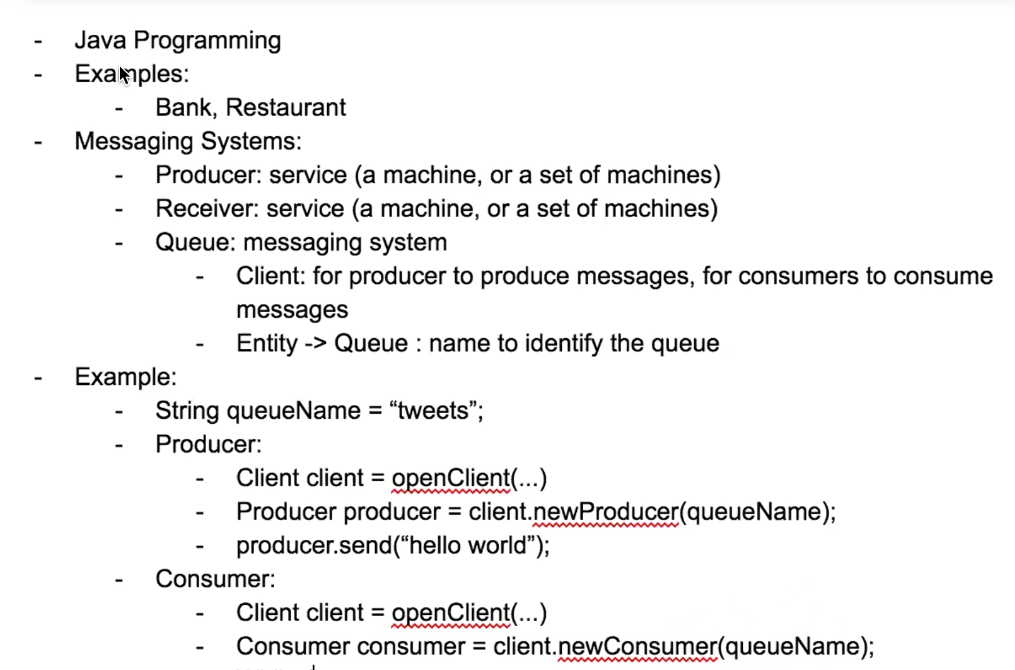 - Java Programming
- Examples:
- Bank, Restaurant
- Messaging Systems:
- Producer: service (a machine, or a set of machines)
- Receiver: service (a machine, or a set of machines)
- Queue: messaging system
- Client: for producer to produce messages, for consumers to consume
messages
- Entity -> Queue : name to identify the queue
- Example:
- String queueName = “tweets”;
- Producer:
- Client client = openClient(...)
- Producer producer = client.newProducer(queueName);
- producer.send(“hello world”);
- Consumer:
- Client client = openClient(...)
- Consumer consumer = client.newConsumer(queueName);